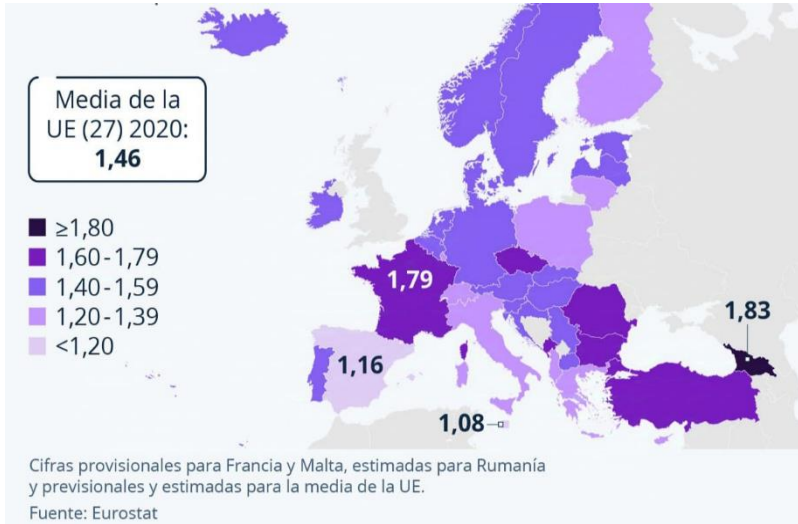 Media de la
UE (27) 2020:
1,46
≥1,80
1,60-1,79
1,40-1,59
1,20-1,39
<1,20
1,79
1,83
1,16
1,08
Cifras provisionales para Francia y Malta, estimadas para Rumanía
y previsionales y estimadas para la media de la UE.
Fuente: Eurostat